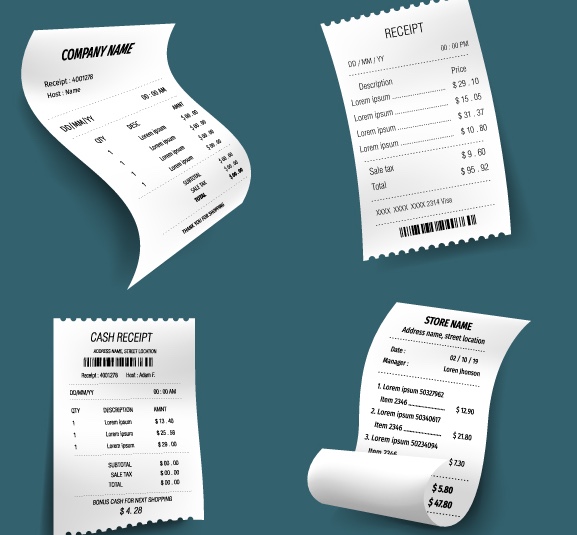 COMPANY NAME
Receipt : 4001278
Host : Name
DD/MM/YY 00 : 00 AM
QTY DESC AMNT
1 Lorem ipsum $ 00 . 00
1 Lorem ipsum $ 00 . 00
1 Lorem ipsum $ 00 . 00
Lorem ipsum $ 00 . 00
SUBTOTAL $ 00 . 00
SALE TAX $ 00 . 00
TOTAL $ 00 . 00
THANK YOU FOR SHOPPING
RECEIPT
DD / MM / YY 00 : 00 PM
Description Price
Lorem ipsum $ 29 . 10
Lorem ipsum $ 15 . 05
Lorem ipsum $ 31 . 37
Lorem ipsum $ 10 . 80
Sale tax $ 9 . 60
Total $ 95 . 92
XXXX XXXX XXXX 2314 Visa
CASH RECEIPT
ADDRESS NAME, STREET LOCATION
Receipt : 4001278 Host : Adam F.
DD/MM/YY 00 : 00 AM
QTY DESCRIPTION AMNT
1 Lorem ipsum $ 13 . 45
1 Lorem ipsum
1 Lorem ipsum $ 29 . 00
SUBTOTAL $ 00 . 00
SALE TAX $ 00 . 00
TOTAL $ 00 . 00
BONUS CASH FOR NEXT SHOPPING
$ 4. 28
STORE NAME
Address name, street location
Date : 02 / 10 / 19
Manager : Loren Jhonson
1. Lorem ipsum 50327962
Item 2346 $ 12.90
2. Lorem ipsum 50340617
Item 2346 $ 21.80
3. Lorem ipsum 50234094
Item 2346 $ 7.30
$ 5.80
$ 47.80